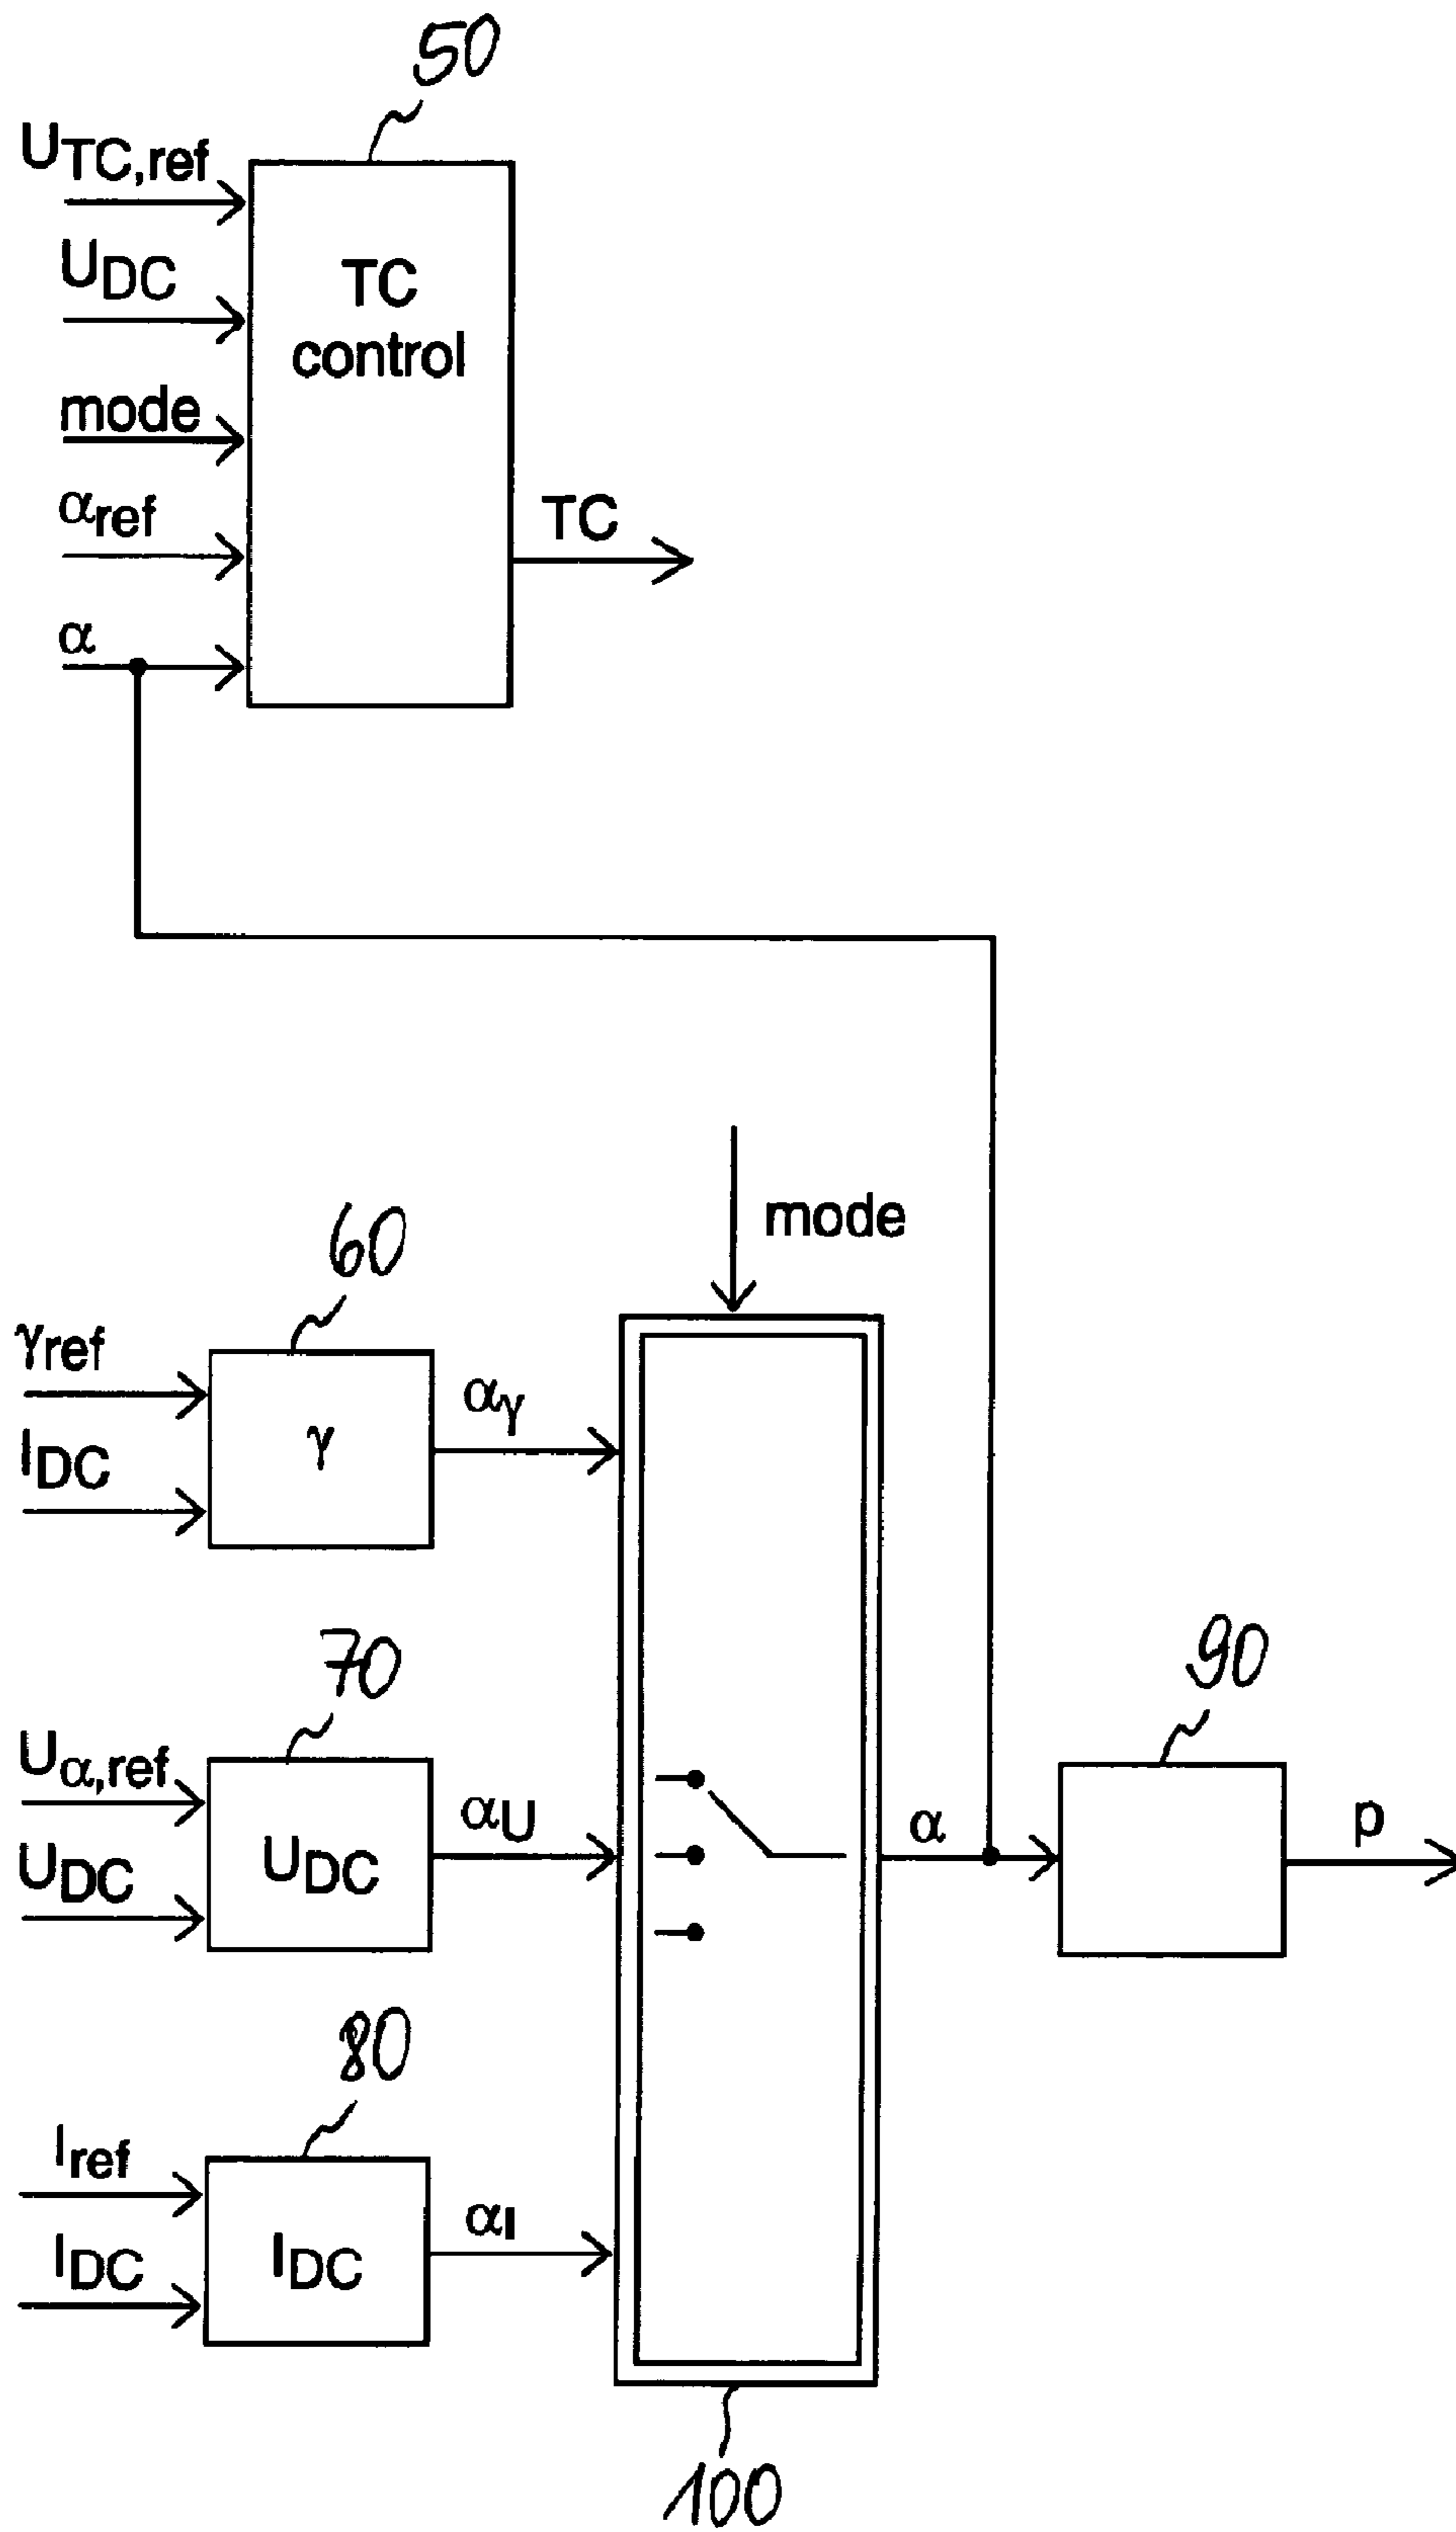 50
UTC,ref
UDC
TC
control
mode
αref
TC
α
mode
60
γref
αγ
γ
IDC
70
90
Uα,ref
αU
α
p
UDC
UDC
80
Iref
αI
IDC
IDC
100